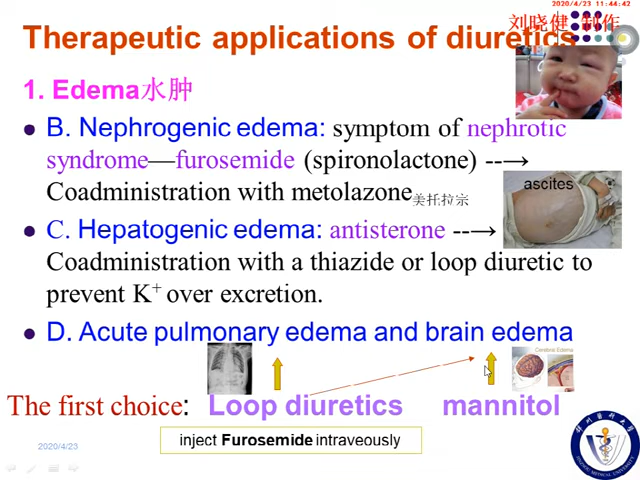 2020/4/23 11:44:42
刘晓健 制作
Therapeutic applications of diuretics
1. Edema水肿
B. Nephrogenic edema: symptom of nephrotic
syndrome—furosemide (spironolactone) --→
Coadministration with metolazone美托拉宗
ascites
C. Hepatogenic edema: antisterone --→
Coadministration with a thiazide or loop diuretic to
prevent K+ over excretion.
D. Acute pulmonary edema and brain edema
Cerebral Edema
The first choice: Loop diuretics mannitol
inject Furosemide intraveously
2020/4/23